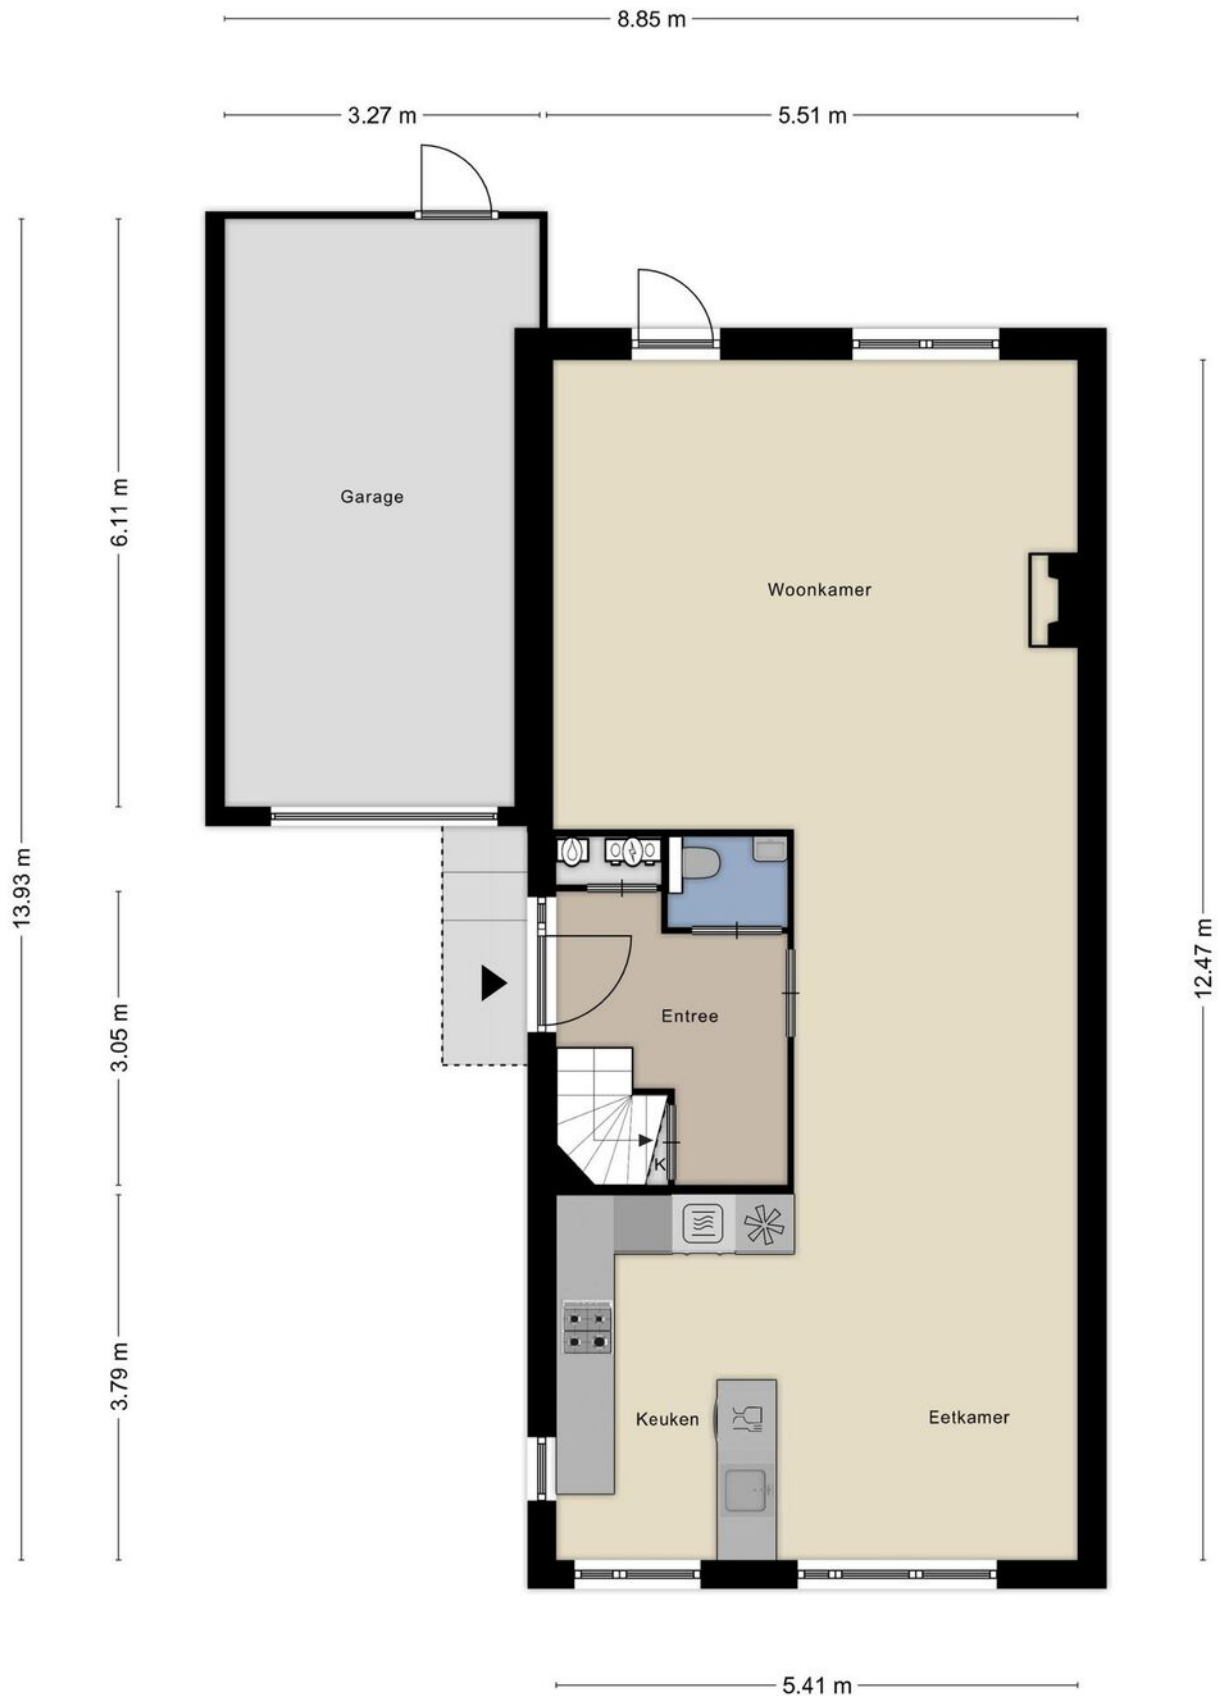 8.85 m
3.27 m
5.51 m
6.11 m
Garage
Woonkamer
13.93 m
12.47 m
3.05 m
Entree
K
3.79 m
Keuken
Eetkamer
5.41 m